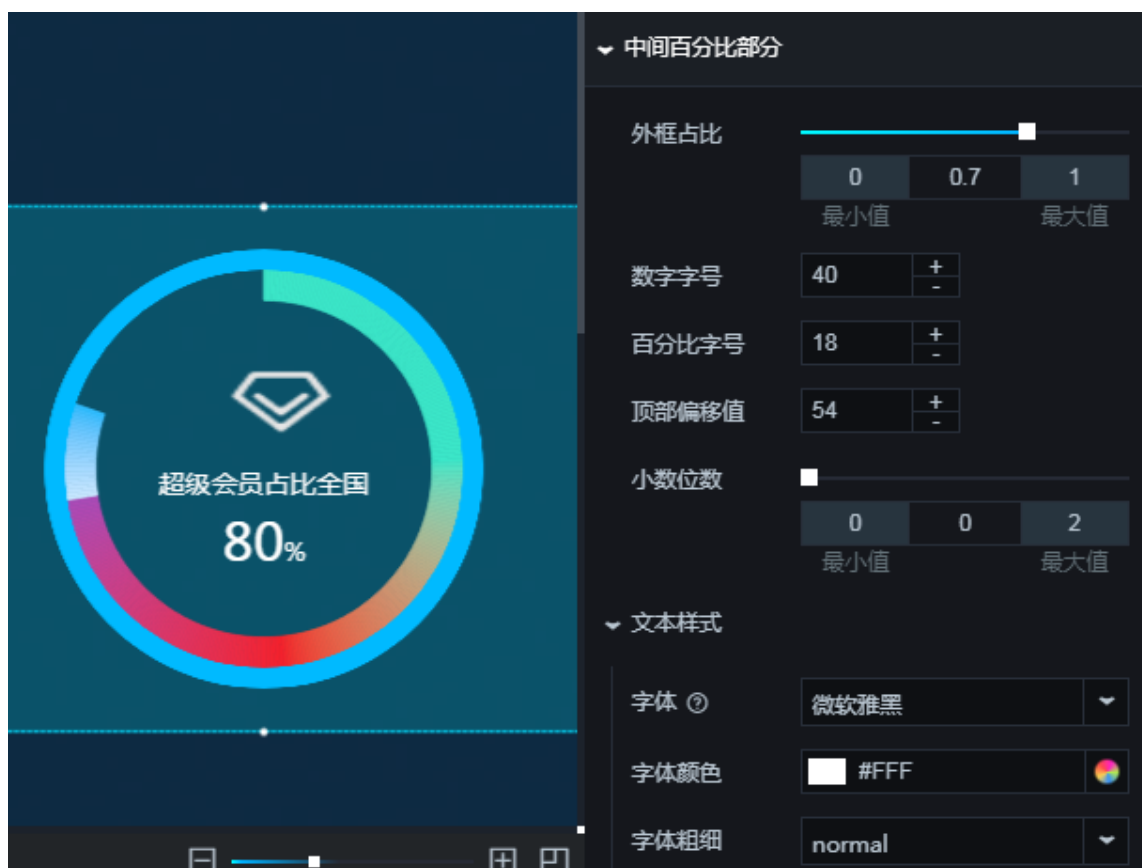 超级会员占比全国
80%
中间百分比部分
外框占比
0 0.7 1
最小值 最大值
数字字号 40 + -
百分比字号 18 + -
顶部偏移值 54 + -
小数位数
0 0 2
最小值 最大值
文本样式
字体 ? 微软雅黑
字体颜色 #FFF
字体粗细 normal